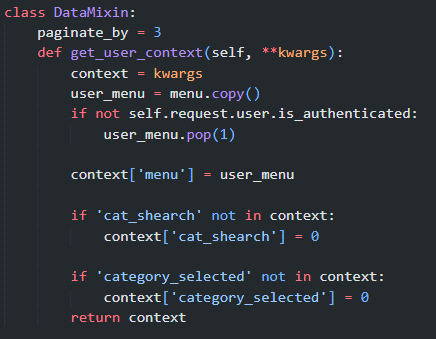 class DataMixin:
    paginate_by = 3
    def get_user_context(self, **kwargs):
        context = kwargs
        user_menu = menu.copy()
        if not self.request.user.is_authenticated:
            user_menu.pop(1)
        context['menu'] = user_menu
        if 'cat_shearch' not in context:
            context['cat_shearch'] = 0
        if 'category_selected' not in context:
            context['category_selected'] = 0
        return context